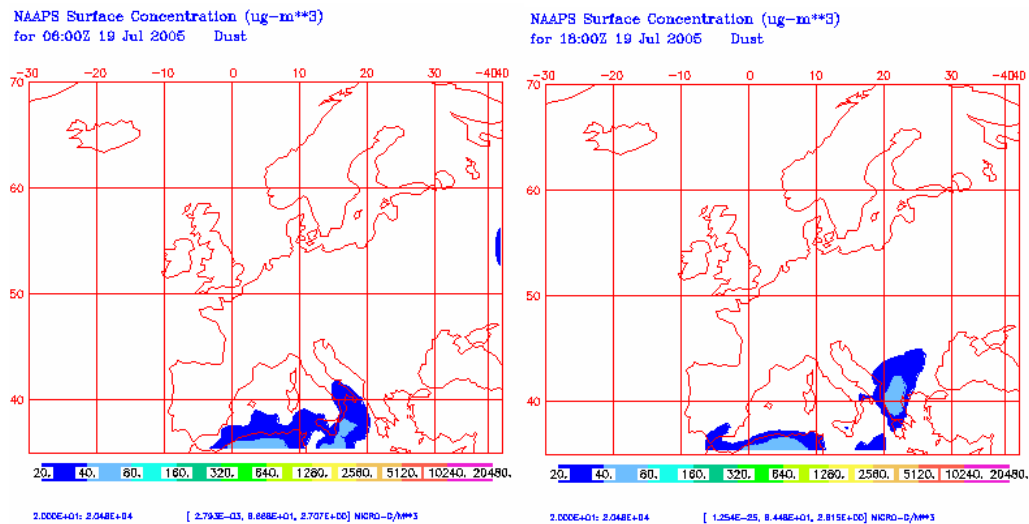 NAAPS Surface Concentration (ug-m**3)
for 06:00Z 19 Jul 2005 Dust
-30 -20 -10 0 10 20 30 -4040
70
60
50
40
20. 40. 80. 160. 320. 640. 1280. 2560. 5120. 10240. 20480.
2.000E+01: 2.048E+04 [ 2.793E-03, 8.668E+01, 2.707E+00] MICRO-G/M**3
NAAPS Surface Concentration (ug-m**3)
for 18:00Z 19 Jul 2005 Dust
-30 -20 -10 0 10 20 30 -4040
70
60
50
40
20. 40. 80. 160. 320. 640. 1280. 2560. 5120. 10240. 20480.
2.000E+01: 2.048E+04 [ 1.254E-25, 8.448E+01, 2.815E+00] MICRO-G/M**3